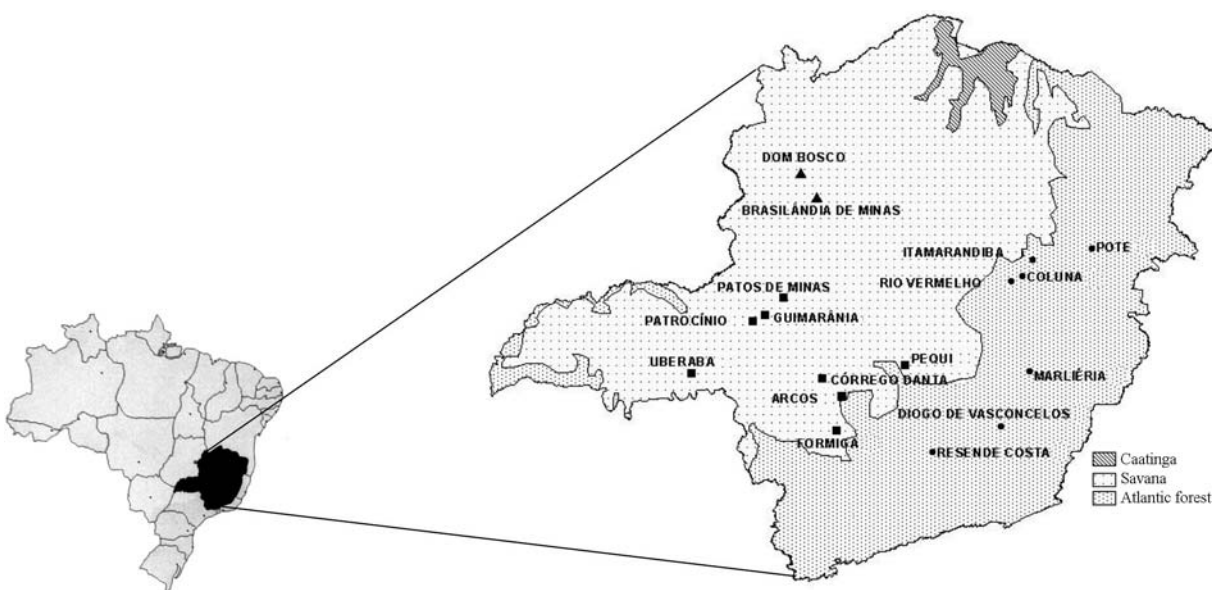 DOM BOSCO
BRASILÂNDIA DE MINAS
ITAMARANDIBA
POTE
COLUNA
RIO VERMELHO
PATOS DE MINAS
GUIMARÂNIA
PATROCÍNIO
PEQUI
UBERABA
MARLIÉRIA
CÓRREGO DANTA
ARCOS
DIOGO DE VASCONCELOS
FORMIGA
RESENDE COSTA
Caatinga
Savana
Atlantic forest